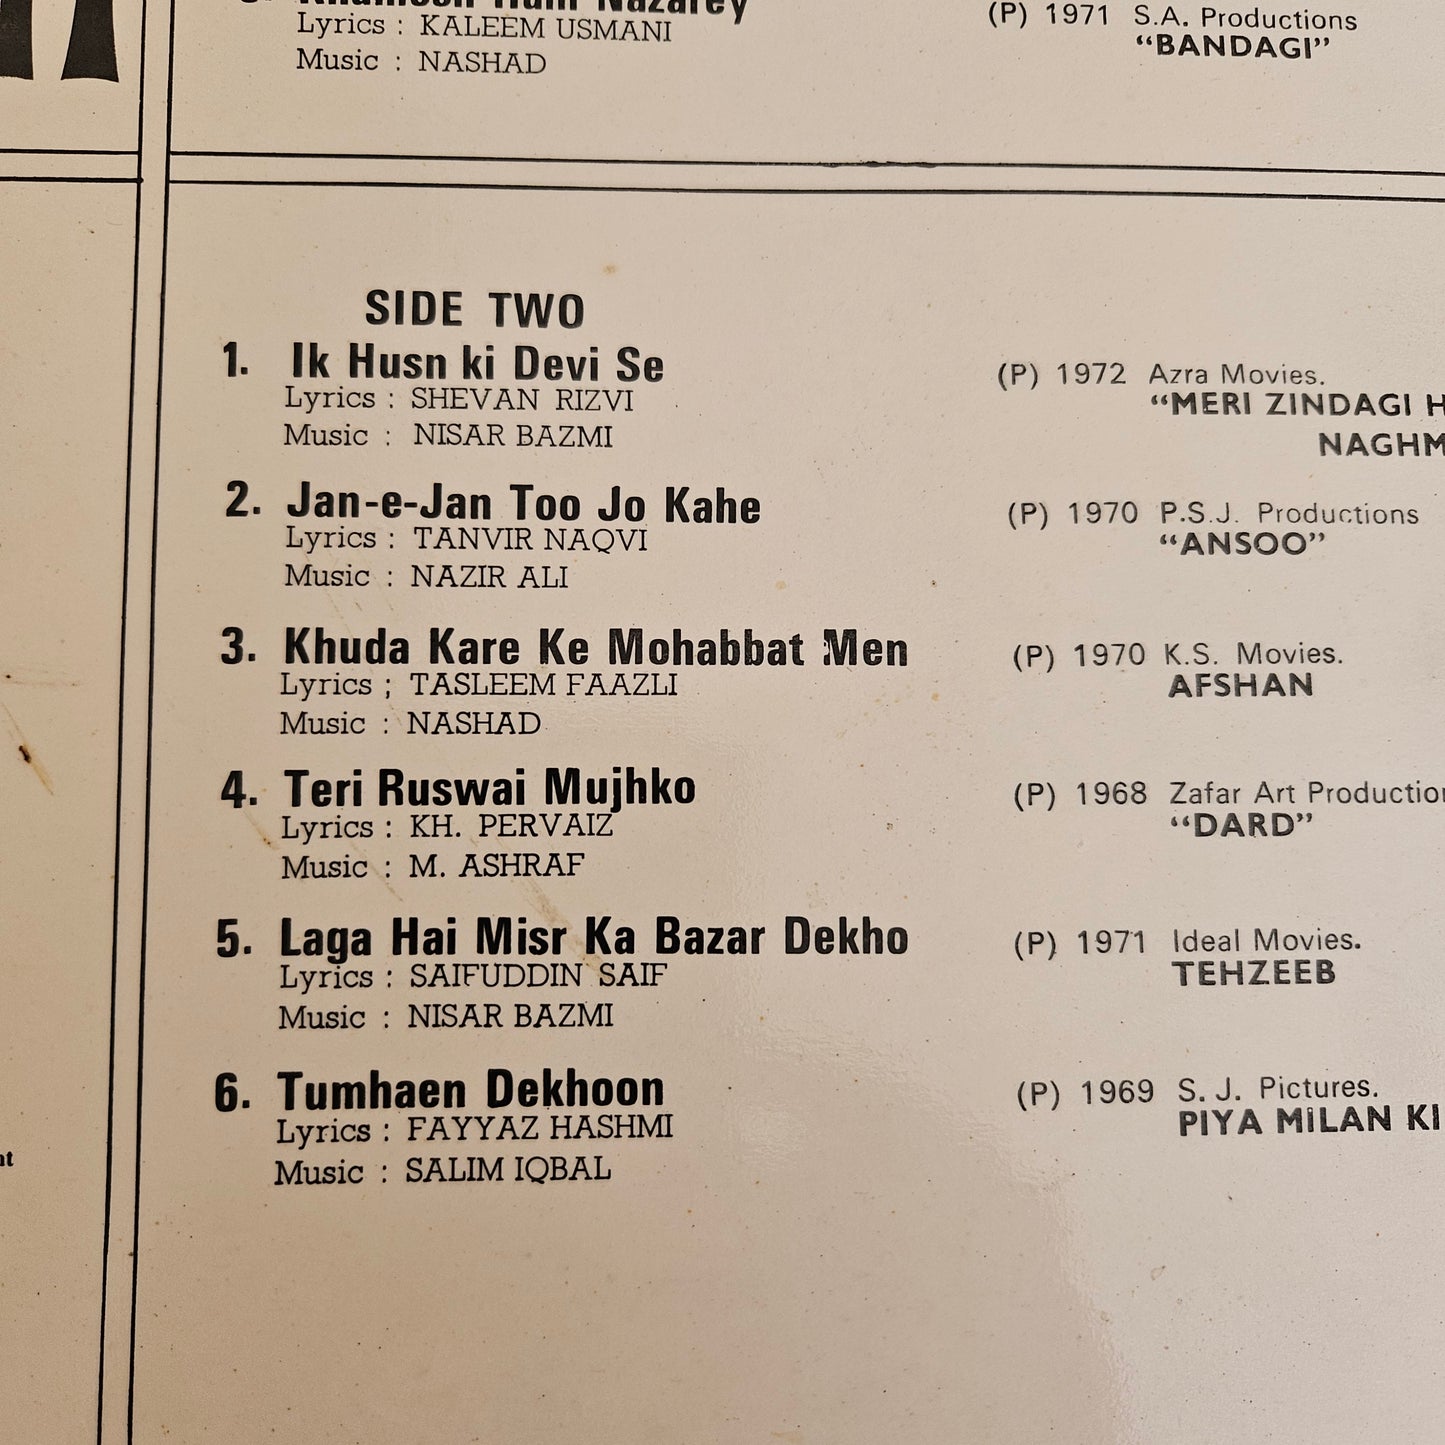 Nazarey
Lyrics : KALEEM USMANI
Music : NASHAD
(P) 1971 S.A. Productions
"BANDAGI"
SIDE TWO
1. Ik Husn ki Devi Se
Lyrics : SHEVAN RIZVI
Music : NISAR BAZMI
(P) 1972 Azra Movies.
"MERI ZINDAGI
2. Jan-e-Jan Too Jo Kahe
Lyrics : TANVIR NAQVI
Music : NAZIR ALI
(P) 1970 P.S.J. Productions
"ANSOO"
3. Khuda Kare Ke Mohabbat Men
Lyrics ; TASLEEM FAAZLI
Music : NASHAD
(P) 1970 K.S. Movies.
AFSHAN
4. Teri Ruswai Mujhko
Lyrics : KH. PERVAIZ
Music : M. ASHRAF
(P) 1968 Zafar Art
"DARD"
5. Laga Hai Misr Ka Bazar Dekho
Lyrics : SAIFUDDIN SAIF
Music : NISAR BAZMI
(P) 1971 Ideal Movies.
TEHZEEB
6. Tumhaen Dekhoon
Lyrics : FAYYAZ HASHMI
Music : SALIM IQBAL
(P) 1969 S. J. Pictures.
PIYA MILAN KI